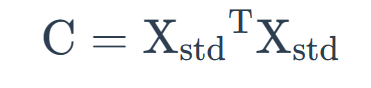 C = X_std^T X_std